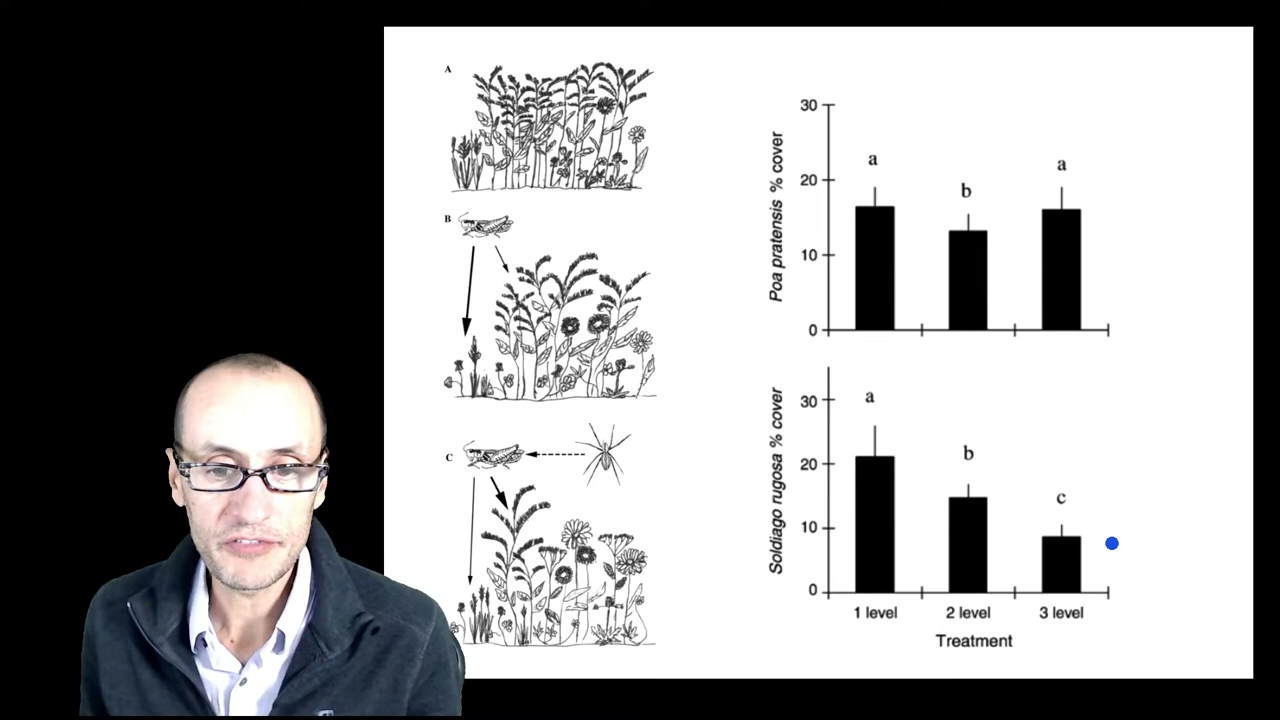 A
B
C
Poa pratensis % cover
30
20
10
0
a
b
a
Soldiago rugosa % cover
30
20
10
0
a
b
c
1 level
2 level
3 level
Treatment